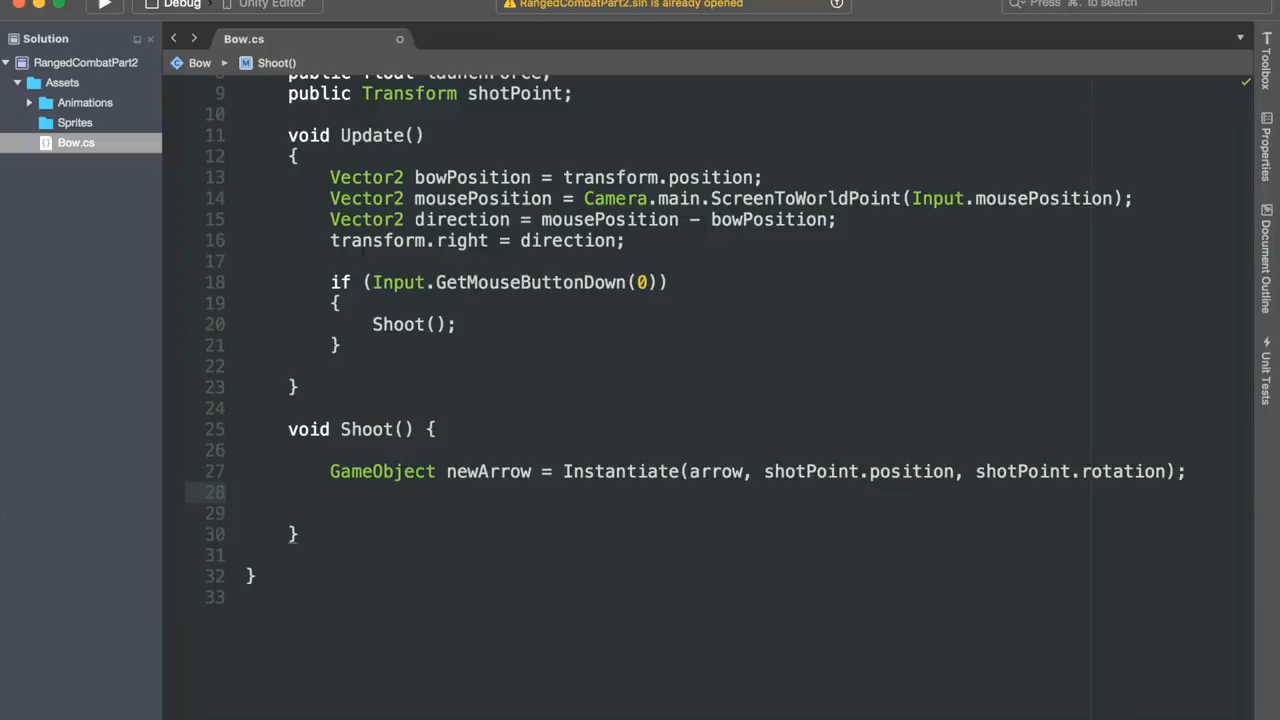 Debug
Unity Editor
RangedCombatPart2.sln is already opened
Press ⌘. to search
Solution
Bow.cs
RangedCombatPart2
Bow
Shoot()
Assets
Animations
Sprites
Bow.cs
public float launchForce;
9 public Transform shotPoint;
10
11 void Update()
12 {
13 Vector2 bowPosition = transform.position;
14 Vector2 mousePosition = Camera.main.ScreenToWorldPoint(Input.mousePosition);
15 Vector2 direction = mousePosition - bowPosition;
16 transform.right = direction;
17
18 if (Input.GetMouseButtonDown(0))
19 {
20 Shoot();
21 }
22
23 }
24
25 void Shoot() {
26
27 GameObject newArrow = Instantiate(arrow, shotPoint.position, shotPoint.rotation);
28
29
30 }
31
32 }
33
Toolbox
Properties
Document Outline
Unit Tests